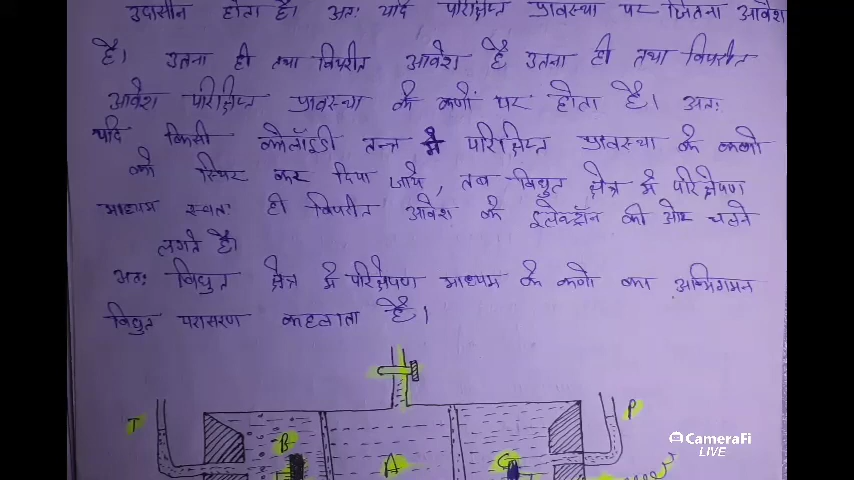 उदासीन होता है। अतः यदि परिक्षिप्त प्रावस्था पर जितना आवेश
है। उतना ही तथा विपरीत आवेश है उतना ही तथा विपरीत
आवेश परिक्षिप्त प्रावस्था के कणों पर होता है। अतः
यदि किसी कोलॉइडी तन्त्र मे परिक्षिप्त प्रावस्था के कणो
को स्थिर कर दिया जाये, तब विधुत क्षेत्र मे परिक्षेपण
माध्यम स्वतः ही विपरीत आवेश के इलेक्ट्रॉन की ओर चलने
लगते है।
अतः विधुत क्षेत्र मे परिक्षेपण माध्यम के कणो का अभिगमन
विधुत परासरण कहलाता है।
T P
B A C
CameraFi
LIVE